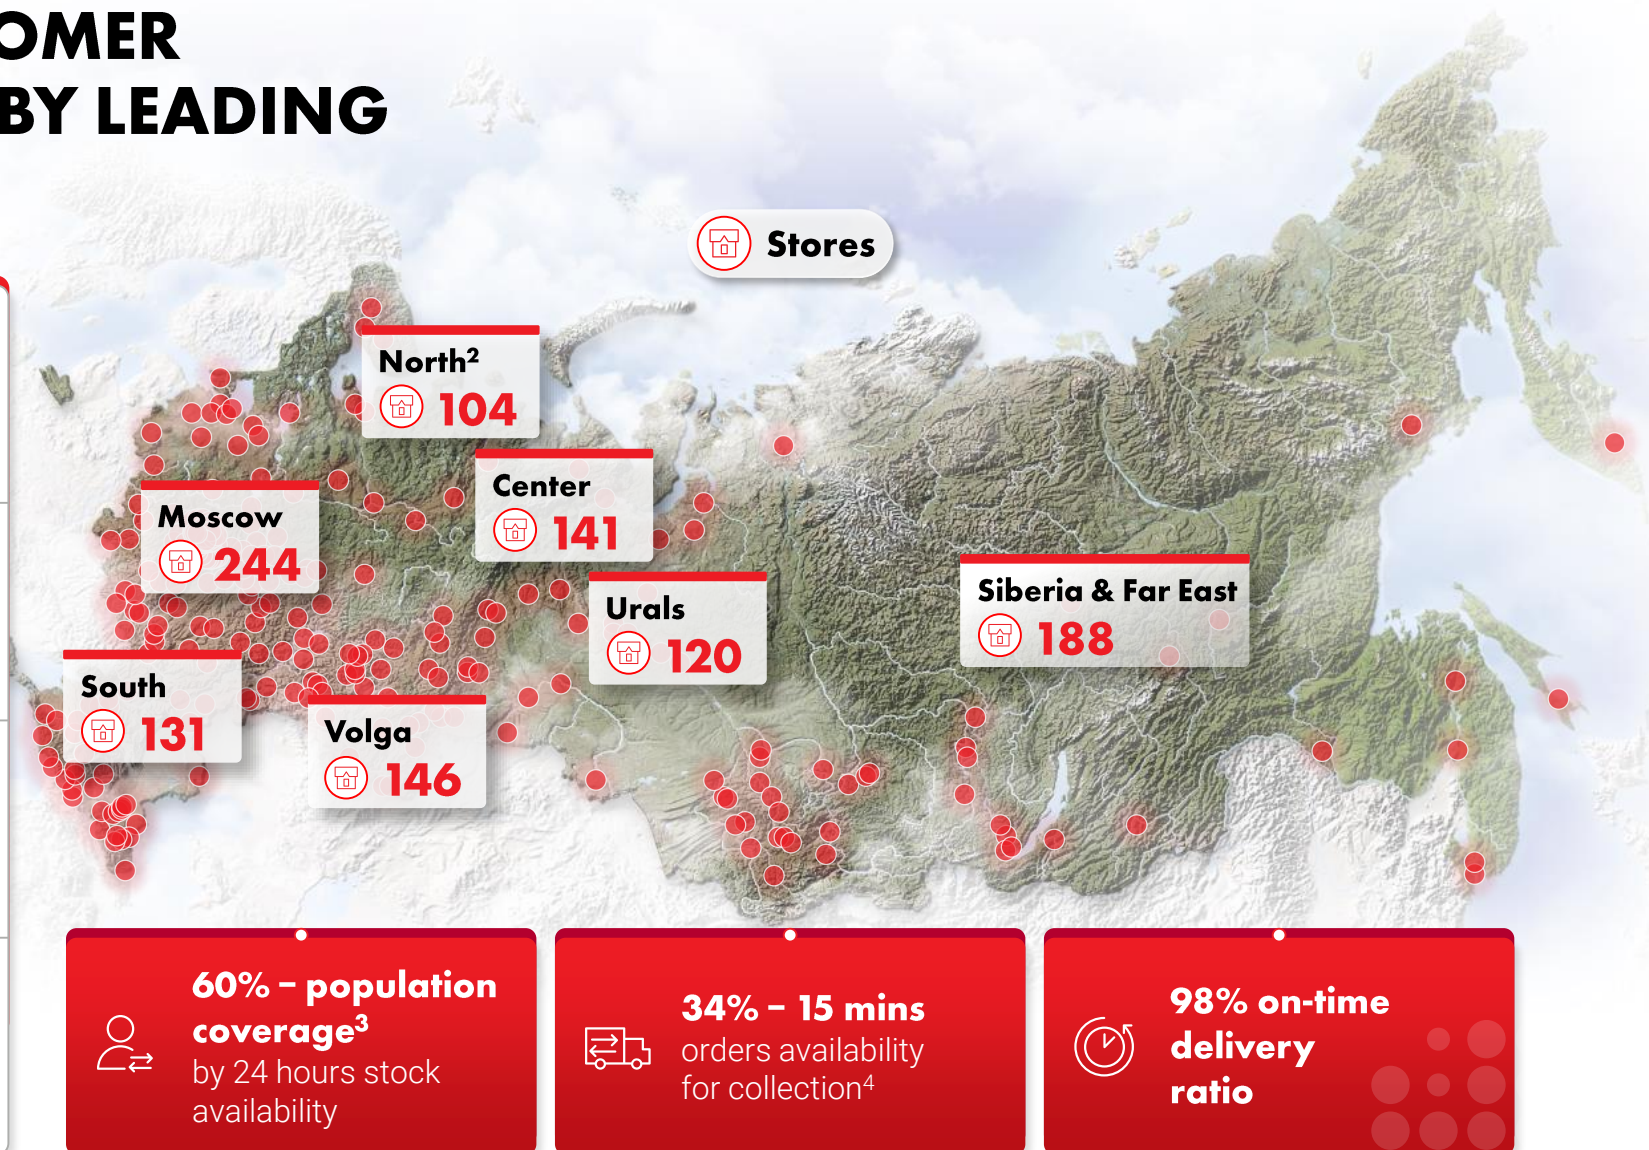 OMER
BY LEADING
Stores
North²
104
Center
141
Moscow
244
Urals
120
Siberia & Far East
188
South
131
Volga
146
60% – population
coverage³
by 24 hours stock
availability
34% – 15 mins
orders availability
for collection⁴
98% on-time
delivery
ratio